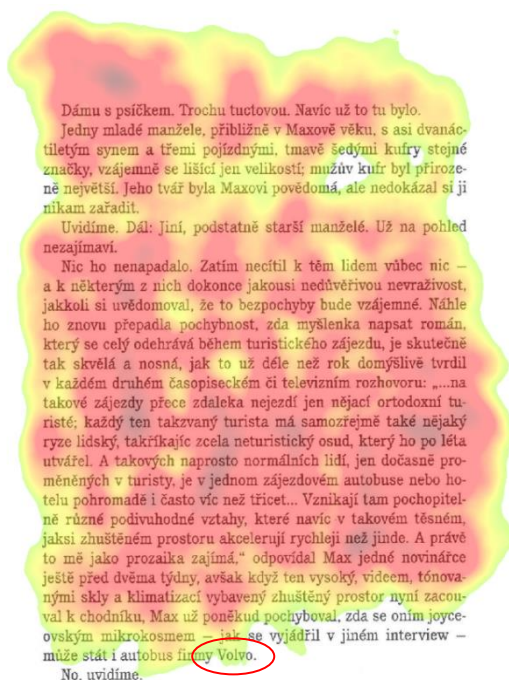 Dámu s psíčkem. Trochu tuctovou. Navíc už to tu bylo.
Jedny mladé manžele, přibližně v Maxově věku, s asi dvanác-
tiletým synem a třemi pojízdnými, tmavě šedými kufry stejné
značky, vzájemně se lišící jen velikostí; mužův kufr byl přiroze-
ně největší. Jeho tvář byla Maxovi povědomá, ale nedokázal si ji
nikam zařadit.
Uvidíme. Dál: Jiní, podstatně starší manželé. Už na pohled
nezajímaví.
Nic ho nenapadalo. Zatím necítil k těm lidem vůbec nic –
a k některým z nich dokonce jakousi nedůvěřivou nevraživost,
jakkoli si uvědomoval, že to bezpochyby bude vzájemné. Náhle
ho znovu přepadla pochybnost, zda myšlenka napsat román,
který se celý odehrává během turistického zájezdu, je skutečně
tak skvělá a nosná, jak to už déle než rok domýšlivě tvrdil
v každém druhém časopiseckém či televizním rozhovoru: „...na
takové zájezdy přece zdaleka nejezdí jen nějací ortodoxní tu-
risté; každý ten takzvaný turista má samozřejmě také nějaký
ryze lidský, takříkajíc zcela neturistický osud, který ho po léta
utvářel. A takových naprosto normálních lidí, jen dočasně pro-
měněných v turisty, je v jednom zájezdovém autobuse nebo ho-
telu pohromadě i často víc než třicet... Vznikají tam pochopitel-
ně různé podivuhodné vztahy, které navíc v takovém těsném,
jaksi zhuštěném prostoru akcelerují rychleji než jinde. A právě
to mě jako prozaika zajímá,“ odpovídal Max jedné novinářce
ještě před dvěma týdny, avšak když ten vysoký, videem, tónova-
nými skly a klimatizací vybavený zhuštěný prostor nyní zacou-
val k chodníku, Max už poněkud pochyboval, zda se oním joyce-
ovským mikrokosmem – jak se vyjádřil v jiném interview –
může stát i autobus firmy Volvo.
No, uvidíme.